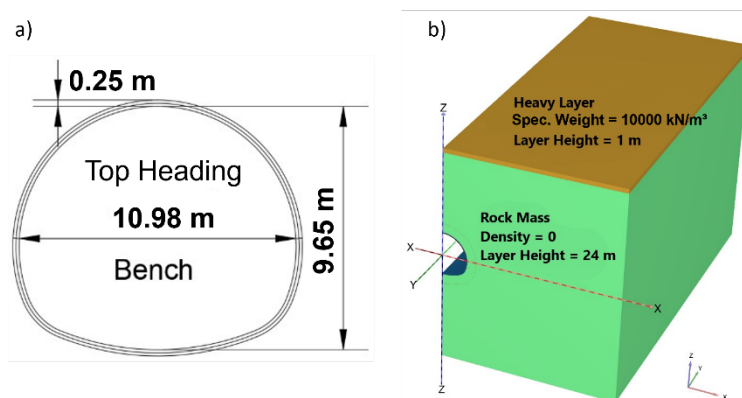 a)
0.25 m
Top Heading
10.98 m
Bench
9.65 m
b)
Z
Heavy Layer
Spec. Weight = 10000 kN/m³
Layer Height = 1 m
Rock Mass
Density = 0
Layer Height = 24 m
X
Y
X
Z
Z
Y
X